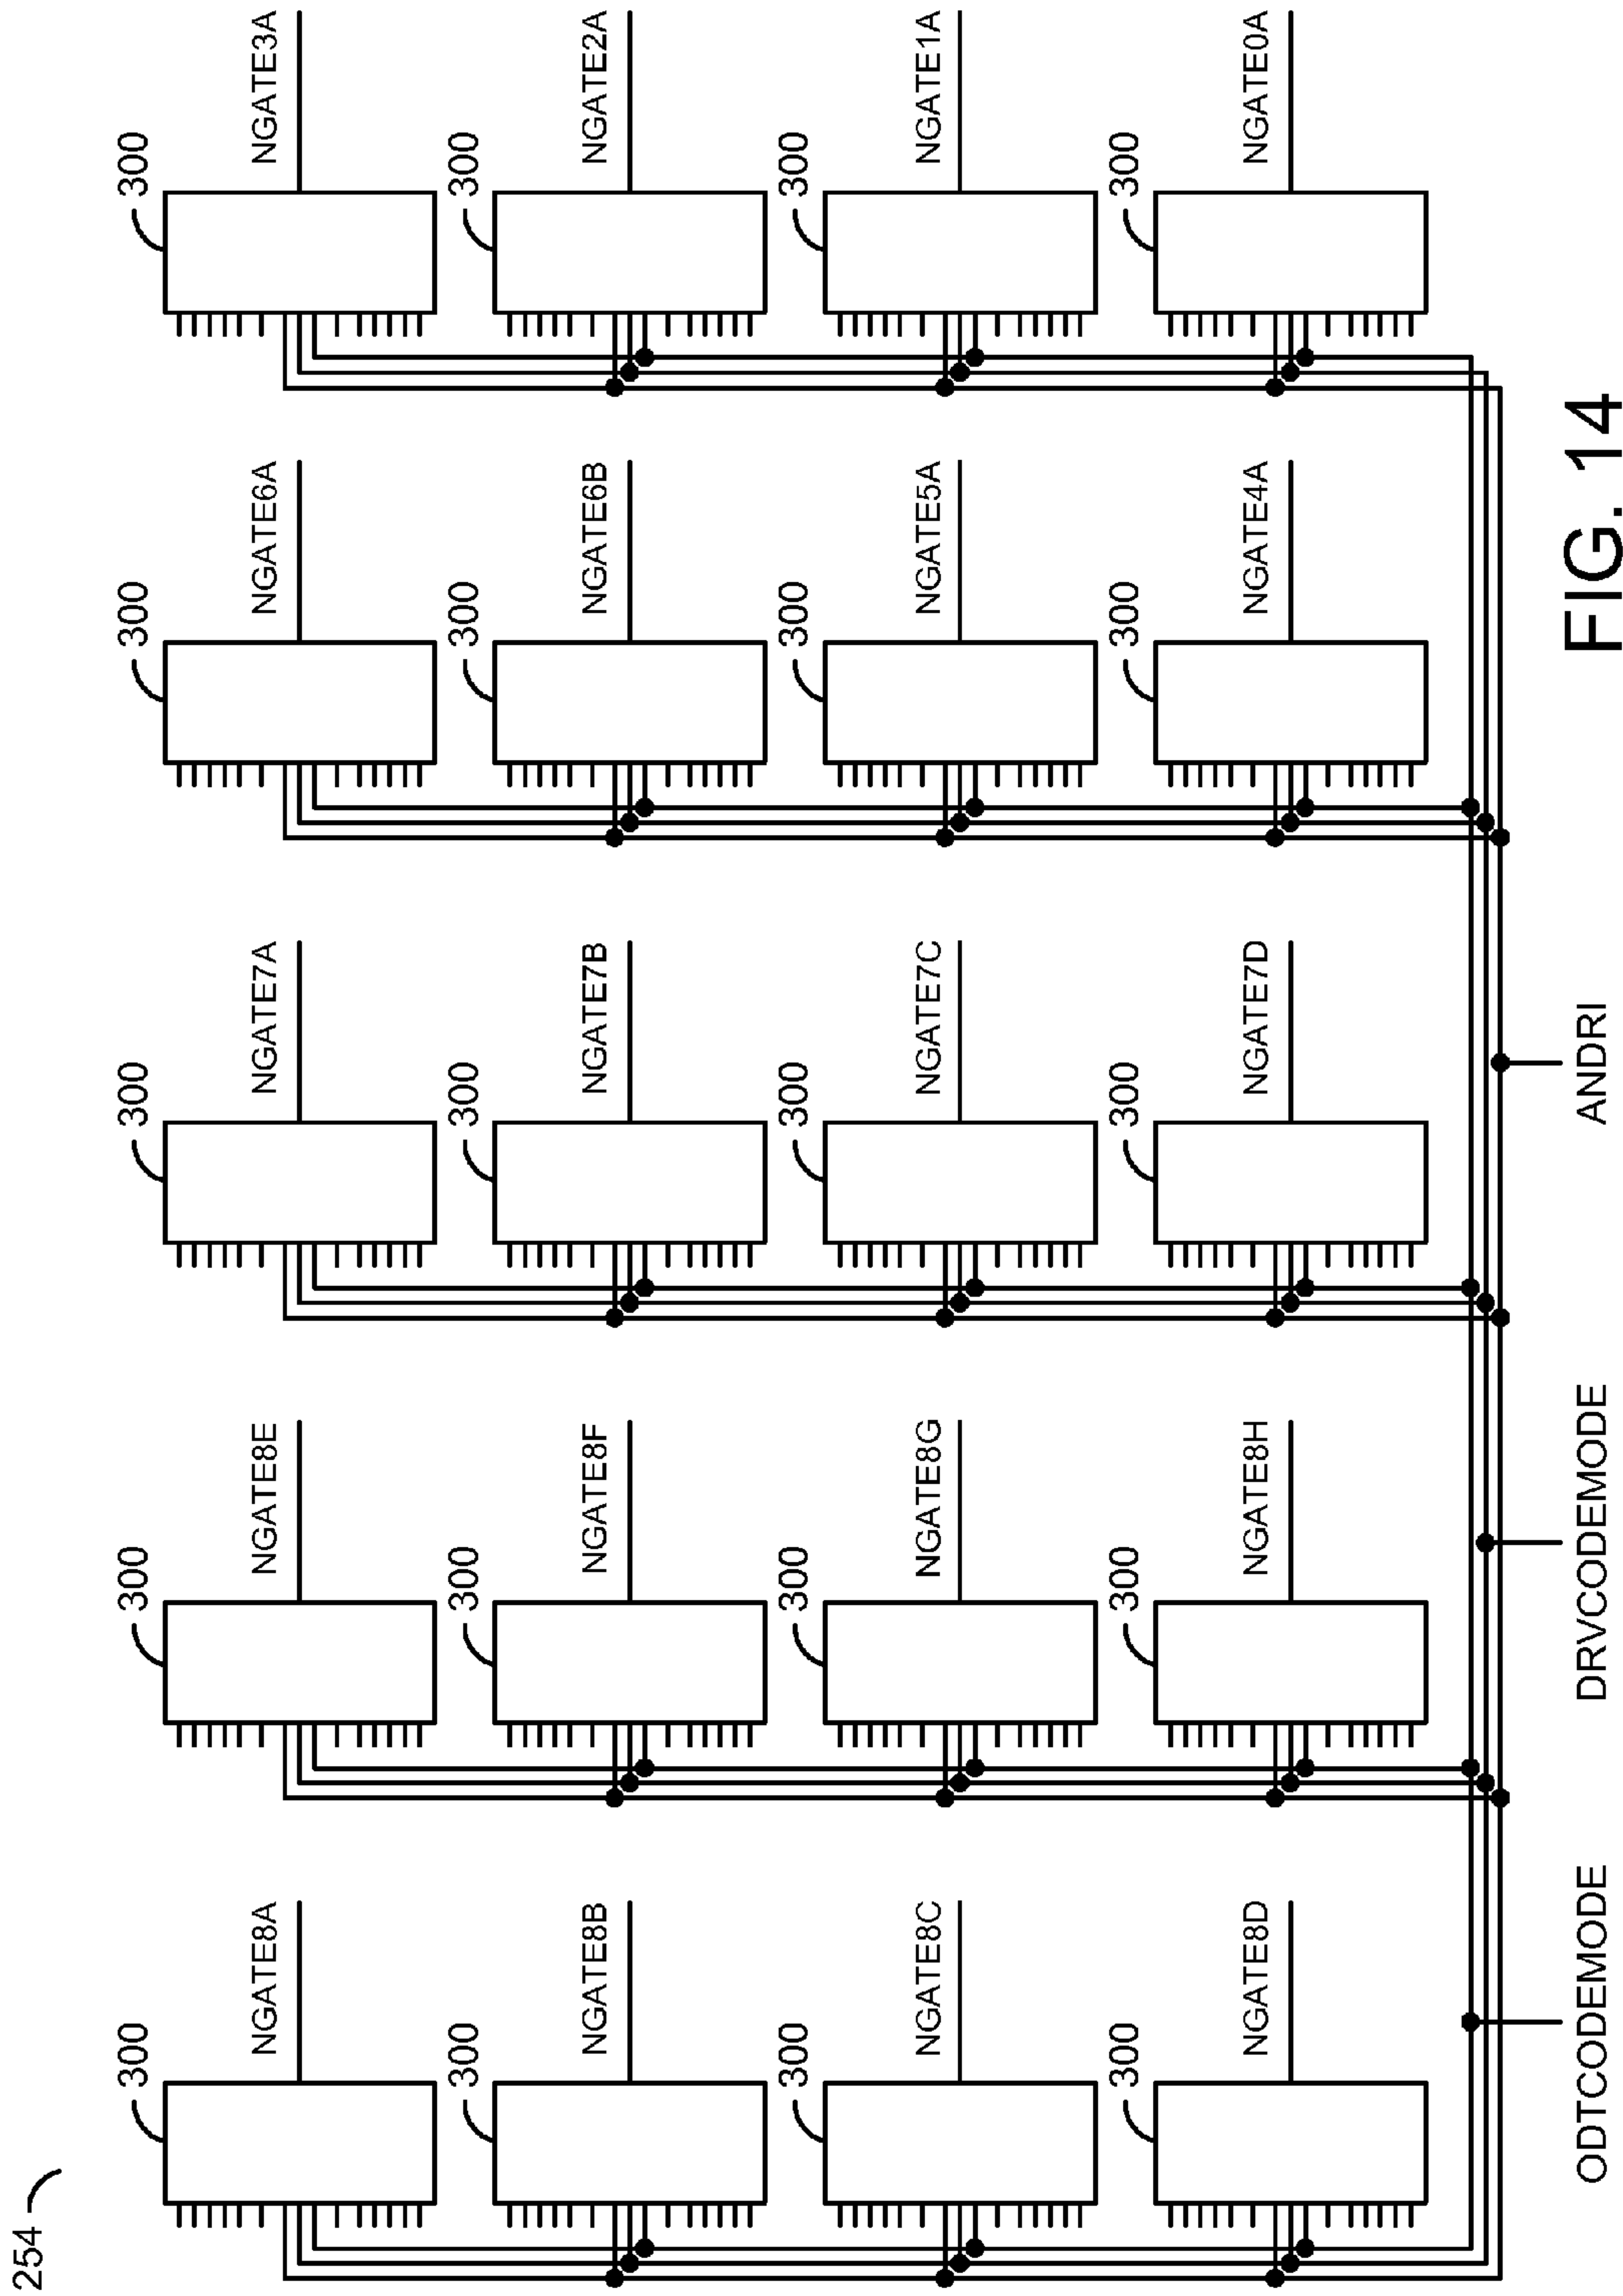 254
300
300
300
300
300
NGATE8A
NGATE8E
NGATE7A
NGATE6A
NGATE3A
300
300
300
300
300
NGATE8B
NGATE8F
NGATE7B
NGATE6B
NGATE2A
300
300
300
300
300
NGATE8C
NGATE8G
NGATE7C
NGATE5A
NGATE1A
300
300
300
300
300
NGATE8D
NGATE8H
NGATE7D
NGATE4A
NGATE0A
ODTCODEMODE
DRVCODEMODE
ANDRI
FIG. 14